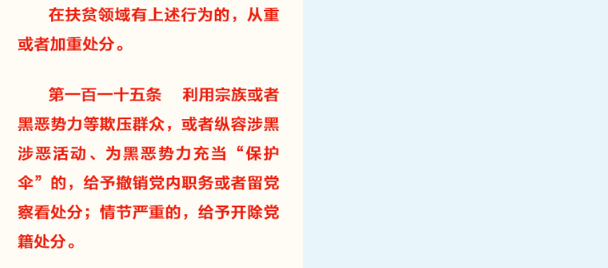 在扶贫领域有上述行为的，从重
或者加重处分。
第一百一十五条 利用宗族或者
黑恶势力等欺压群众，或者纵容涉黑
涉恶活动、为黑恶势力充当“保护
伞”的，给予撤销党内职务或者留党
察看处分；情节严重的，给予开除党
籍处分。